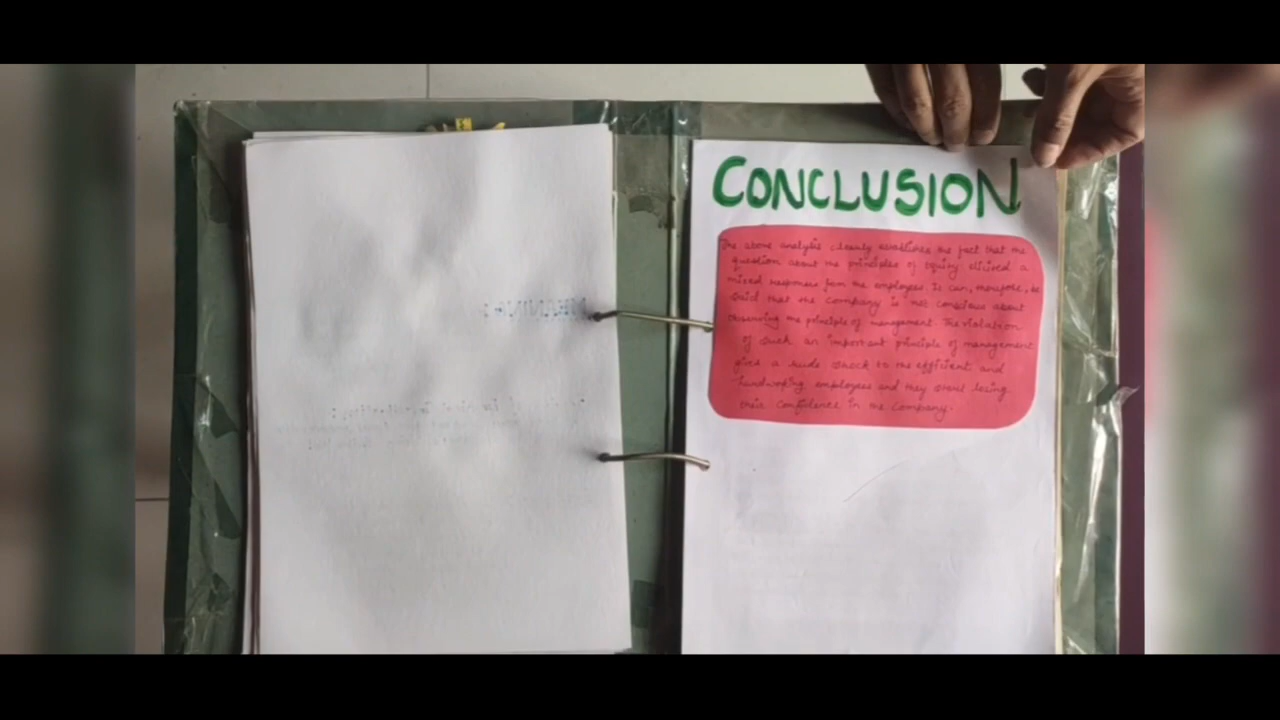 CONCLUSION
The above analysis clearly establishes the fact that the
question about the principles of equity elicited a
mixed response from the employees. It can, therefore, be
said that the company is not conscious about
observing the principle of management. The violation
of such an important principle of management
gives a rude shock to the efficient and
hardworking employees and they start losing
their confidence in the company.